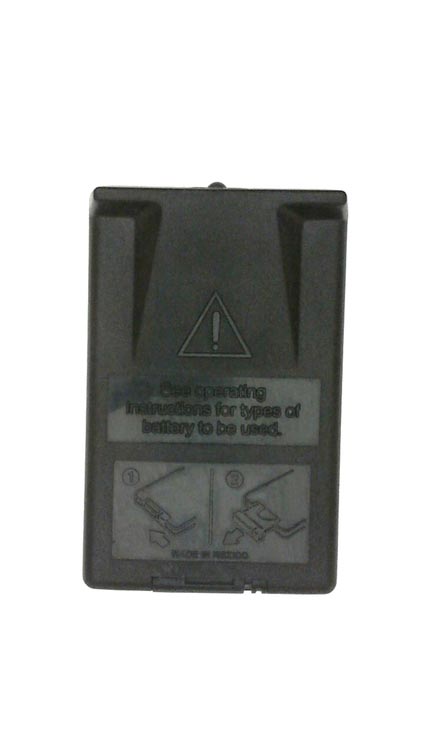 !
See operating
instructions for types of
battery to be used.
1 2
MADE IN MEXICO